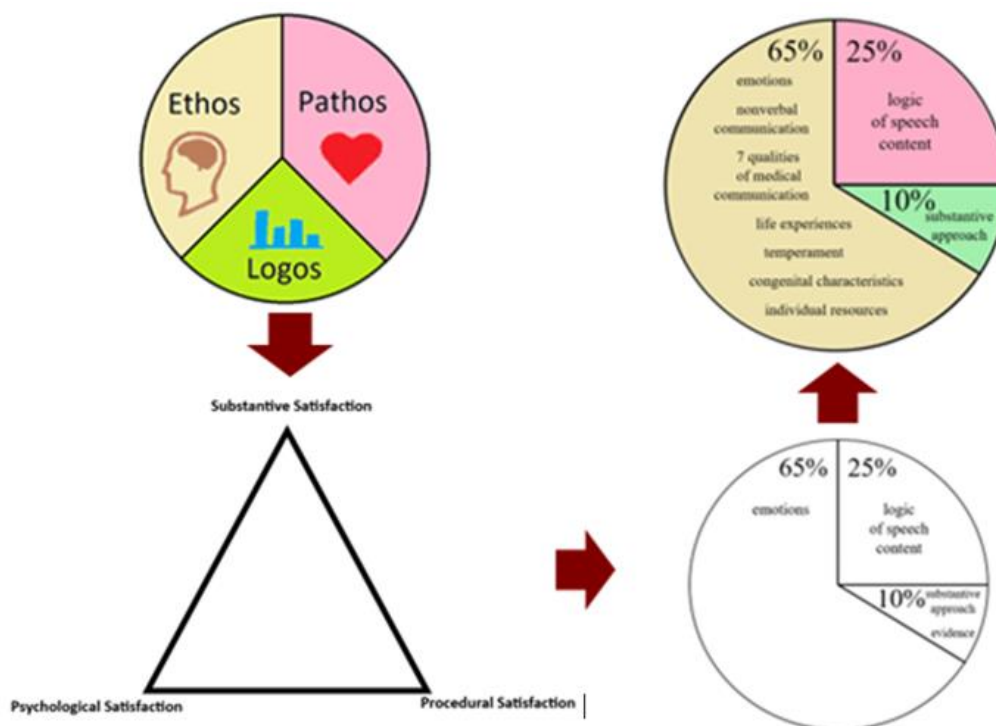 Ethos
Pathos
Logos
Substantive Satisfaction
Psychological Satisfaction
Procedural Satisfaction
65%
emotions
25%
logic
of speech
content
10%
substantive
approach
evidence
65%
emotions
nonverbal
communication
7 qualities
of medical
communication
life experiences
temperament
congenital characteristics
individual resources
25%
logic
of speech
content
10%
substantive
approach